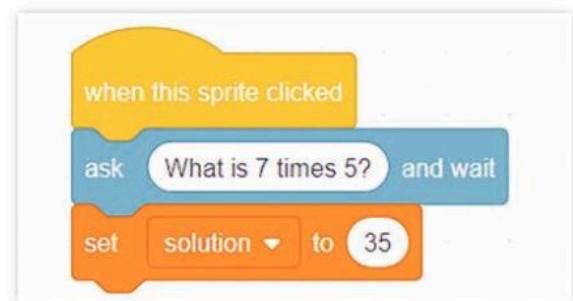 when this sprite clicked
ask What is 7 times 5? and wait
set solution to 35